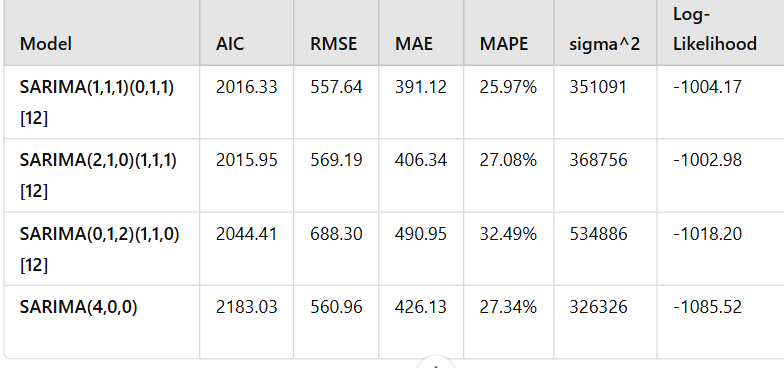 Model AIC RMSE MAE MAPE sigma^2 Log-Likelihood
SARIMA(1,1,1)(0,1,1)[12] 2016.33 557.64 391.12 25.97% 351091 -1004.17
SARIMA(2,1,0)(1,1,1)[12] 2015.95 569.19 406.34 27.08% 368756 -1002.98
SARIMA(0,1,2)(1,1,0)[12] 2044.41 688.30 490.95 32.49% 534886 -1018.20
SARIMA(4,0,0) 2183.03 560.96 426.13 27.34% 326326 -1085.52